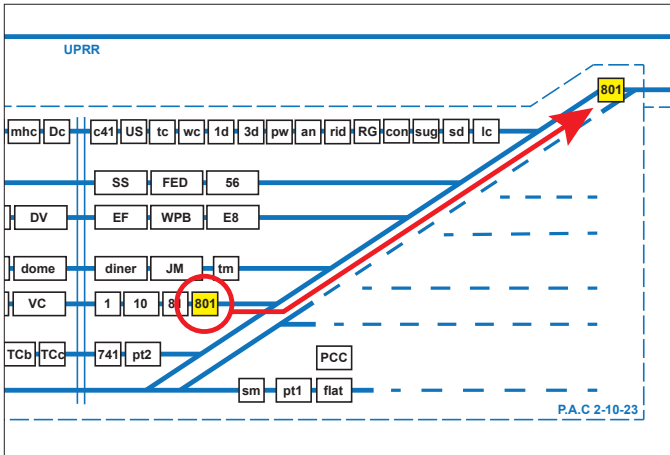 UPRR
801
mhc Dc c41 US tc wc 1d 3d pw an rid RG con sug sd lc
SS FED 56
DV EF WPB E8
dome diner JM tm
VC 1 10 81 801
TCb TCc 741 pt2
PCC
sm pt1 flat
P.A.C 2-10-23